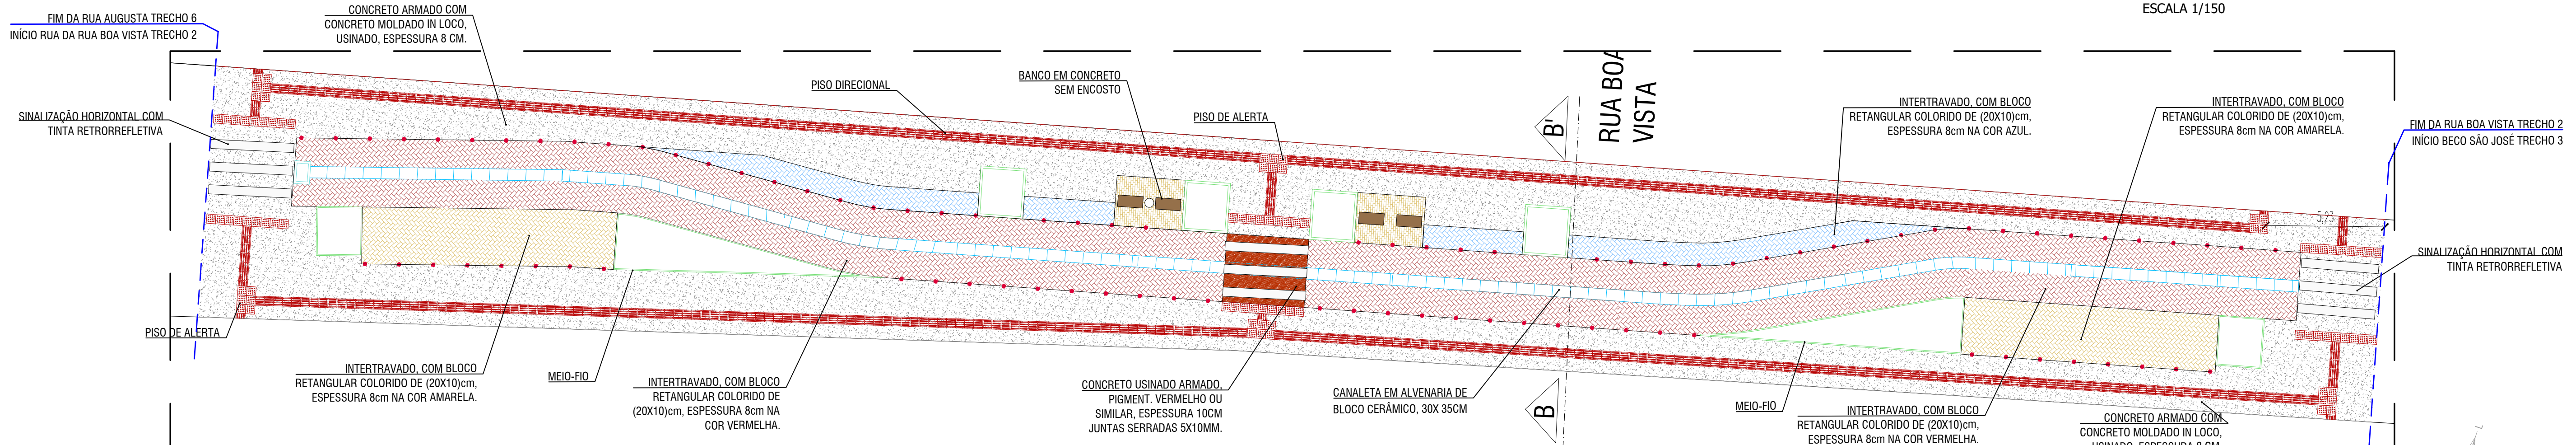 ESCALA 1/150
FIM DA RUA AUGUSTA TRECHO 6
INÍCIO RUA DA RUA BOA VISTA TRECHO 2
CONCRETO ARMADO COM
CONCRETO MOLDADO IN LOCO,
USINADO, ESPESSURA 8 CM.
SINALIZAÇÃO HORIZONTAL COM
TINTA RETRORREFLETIVA
PISO DIRECIONAL
BANCO EM CONCRETO
SEM ENCOSTO
PISO DE ALERTA
B'
RUA BOA
VISTA
INTERTRAVADO, COM BLOCO
RETANGULAR COLORIDO DE (20X10)cm,
ESPESSURA 8cm NA COR AZUL.
INTERTRAVADO, COM BLOCO
RETANGULAR COLORIDO DE (20X10)cm,
ESPESSURA 8cm NA COR AMARELA.
FIM DA RUA BOA VISTA TRECHO 2
INÍCIO BECO SÃO JOSÉ TRECHO 3
5,23
SINALIZAÇÃO HORIZONTAL COM
TINTA RETRORREFLETIVA
PISO DE ALERTA
INTERTRAVADO, COM BLOCO
RETANGULAR COLORIDO DE (20X10)cm,
ESPESSURA 8cm NA COR AMARELA.
MEIO-FIO
INTERTRAVADO, COM BLOCO
RETANGULAR COLORIDO DE
(20X10)cm, ESPESSURA 8cm NA
COR VERMELHA.
CONCRETO USINADO ARMADO,
PIGMENT. VERMELHO OU
SIMILAR, ESPESSURA 10CM
JUNTAS SERRADAS 5X10MM.
CANALETA EM ALVENARIA DE
BLOCO CERÂMICO, 30X 35CM
B
MEIO-FIO
INTERTRAVADO, COM BLOCO
RETANGULAR COLORIDO DE (20X10)cm,
ESPESSURA 8cm NA COR VERMELHA.
CONCRETO ARMADO COM
CONCRETO MOLDADO IN LOCO,
USINADO, ESPESSURA 8 CM.